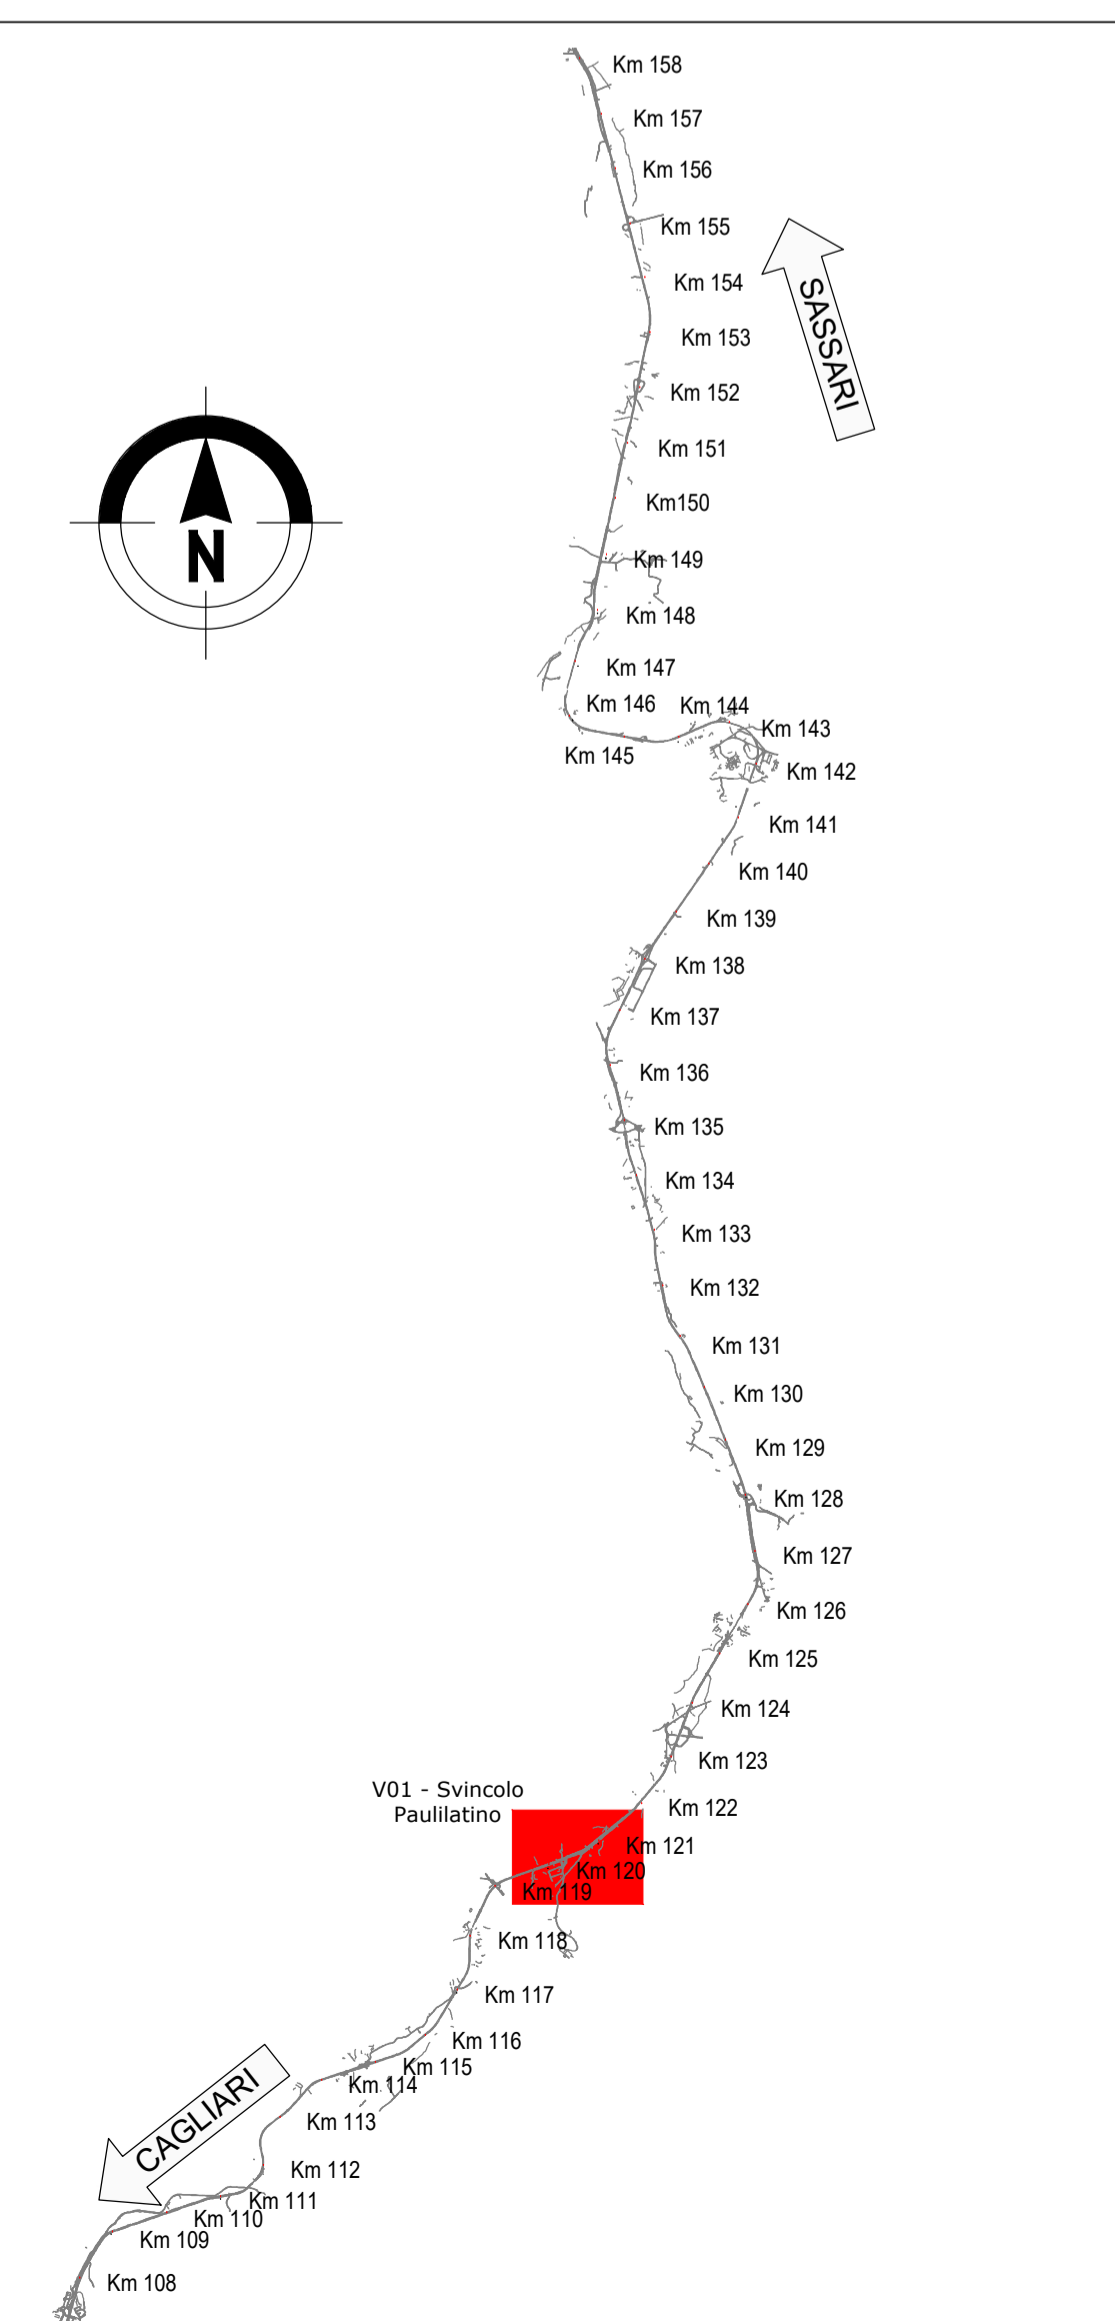 Km 158
Km 157
Km 156
Km 155
Km 154
SASSARI
Km 153
Km 152
Km 151
Km150
N
Km 149
Km 148
Km 147
Km 146
Km 144
Km 143
Km 145
Km 142
Km 141
Km 140
Km 139
Km 138
Km 137
Km 136
Km 135
Km 134
Km 133
Km 132
Km 131
Km 130
Km 129
Km 128
Km 127
Km 126
Km 125
Km 124
Km 123
V01 - Svincolo
Paulilatino
Km 122
Km 121
Km 120
Km 119
Km 118
Km 117
Km 116
Km 115
Km 114
CAGLIARI
Km 113
Km 112
Km 111
Km 110
Km 109
Km 108